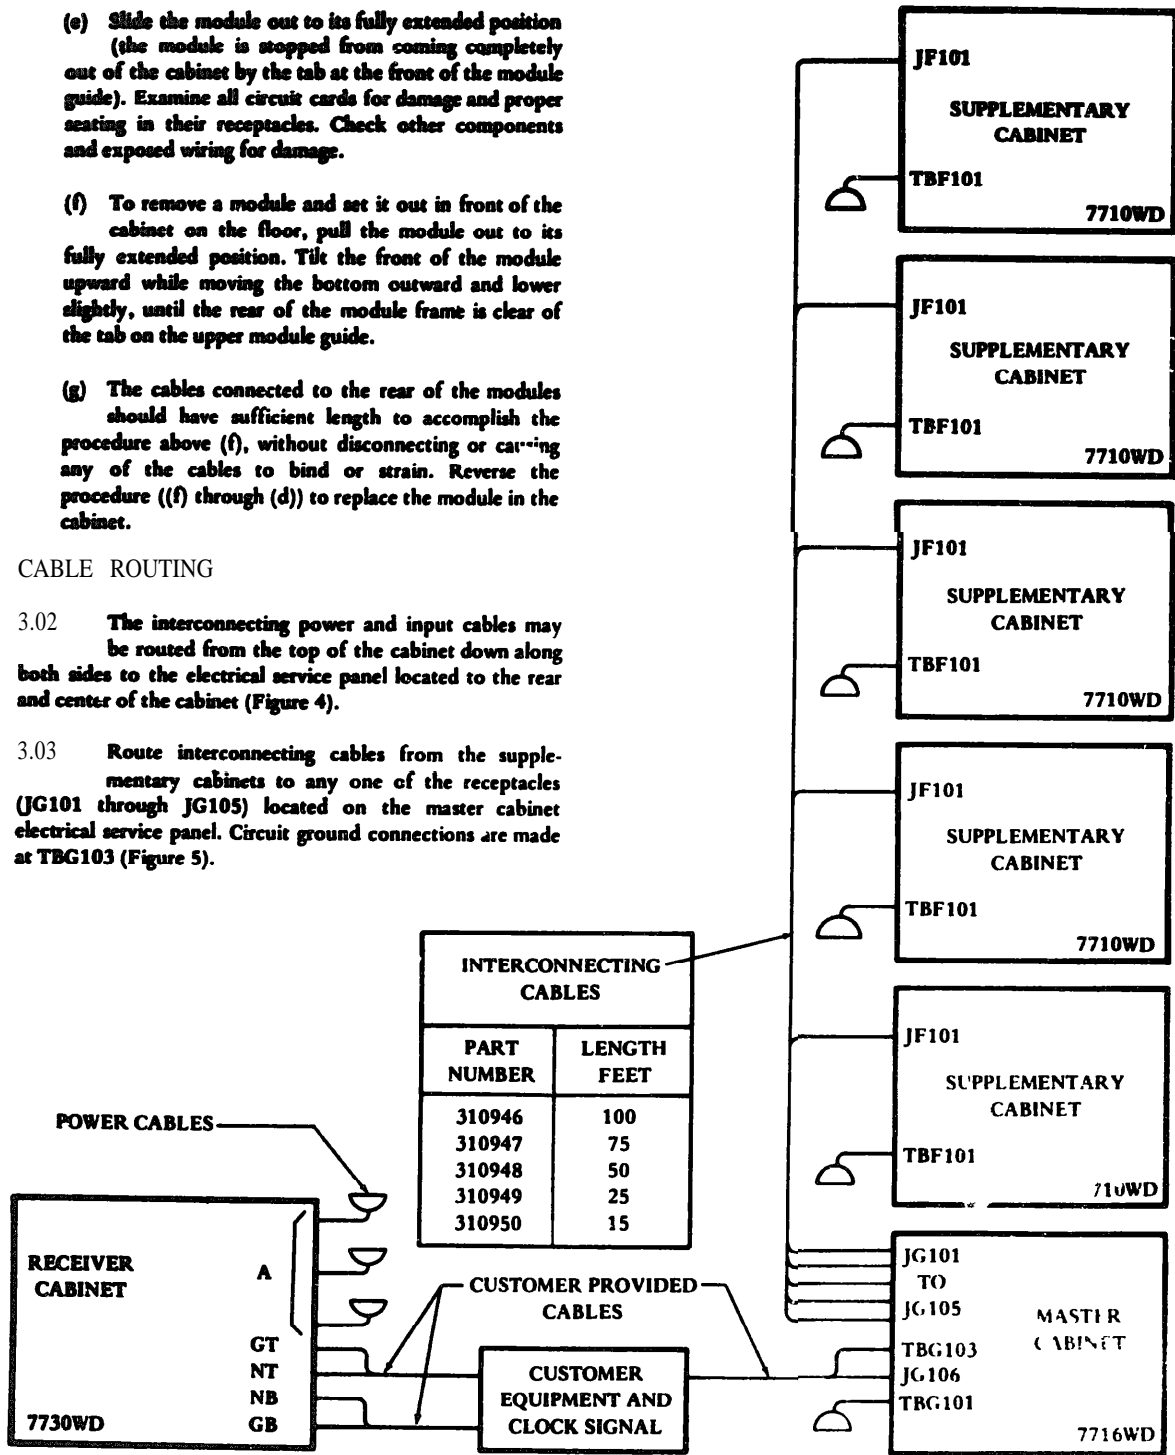 (e) Slide the module out to its fully extended position
(the module is stopped from coming completely
out of the cabinet by the tab at the front of the module
guide). Examine all circuit cards for damage and proper
seating in their receptacles. Check other components
and exposed wiring for damage.
(f) To remove a module and set it out in front of the
cabinet on the floor, pull the module out to its
fully extended position. Tilt the front of the module
upward while moving the bottom outward and lower
slightly, until the rear of the module frame is clear of
the tab on the upper module guide.
(g) The cables connected to the rear of the modules
should have sufficient length to accomplish the
procedure above (f), without disconnecting or
any of the cables to bind or strain. Reverse the
procedure ((f) through (d)) to replace the module in the
cabinet.
CABLE ROUTING
3.02 The interconnecting power and input cables may
be routed from the top of the cabinet down along
both sides to the electrical service panel located to the rear
and center of the cabinet (Figure 4).
3.03 Route interconnecting cables from the supple-
mentary cabinets to any one of the receptacles
(JG101 through JG105) located on the master cabinet
electrical service panel. Circuit ground connections are made
at TBG103 (Figure 5).
JF101
SUPPLEMENTARY
CABINET
TBF101
7710WD
JF101
SUPPLEMENTARY
CABINET
TBF101
7710WD
JF101
SUPPLEMENTARY
CABINET
TBF101
7710WD
JF101
SUPPLEMENTARY
CABINET
TBF101
7710WD
JF101
SUPPLEMENTARY
CABINET
TBF101
710WD
INTERCONNECTING
CABLES
PART NUMBER LENGTH FEET
310946 100
310947 75
310948 50
310949 25
310950 15
POWER CABLES
RECEIVER
CABINET
A
GT
NT
NB
GB
7730WD
CUSTOMER PROVIDED
CABLES
CUSTOMER
EQUIPMENT AND
CLOCK SIGNAL
JG101
TO
JG105
MASTER
CABINET
TBG103
JG106
TBG101
7716WD